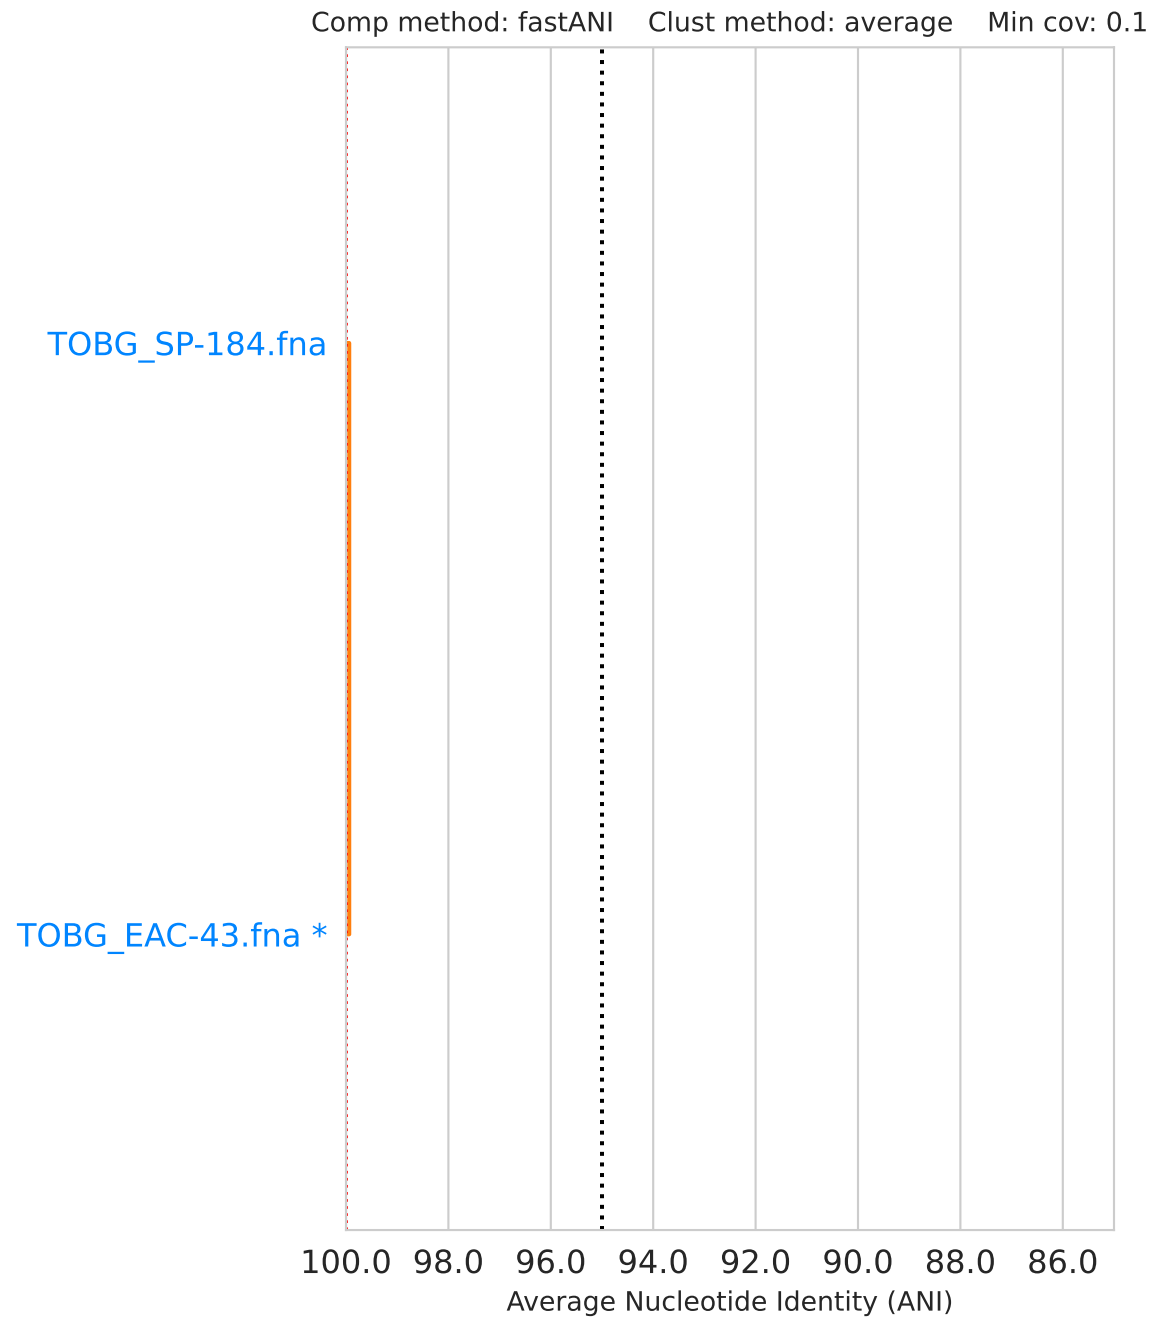 Comp method: fastANI    Clust method: average    Min cov: 0.1
TOBG_SP-184.fna
TOBG_EAC-43.fna *
100.0 98.0 96.0 94.0 92.0 90.0 88.0 86.0
Average Nucleotide Identity (ANI)